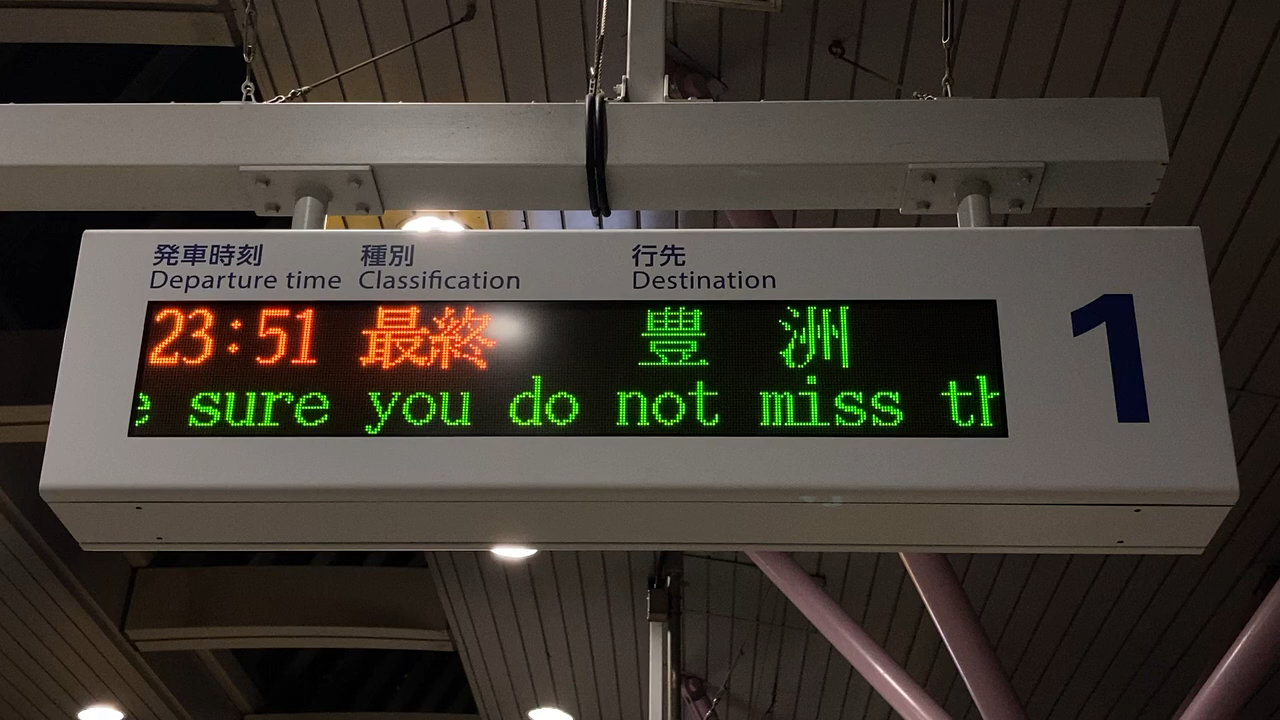 発車時刻 種別 行先
Departure time Classification Destination
23:51 最終 豊洲
sure you do not miss
1